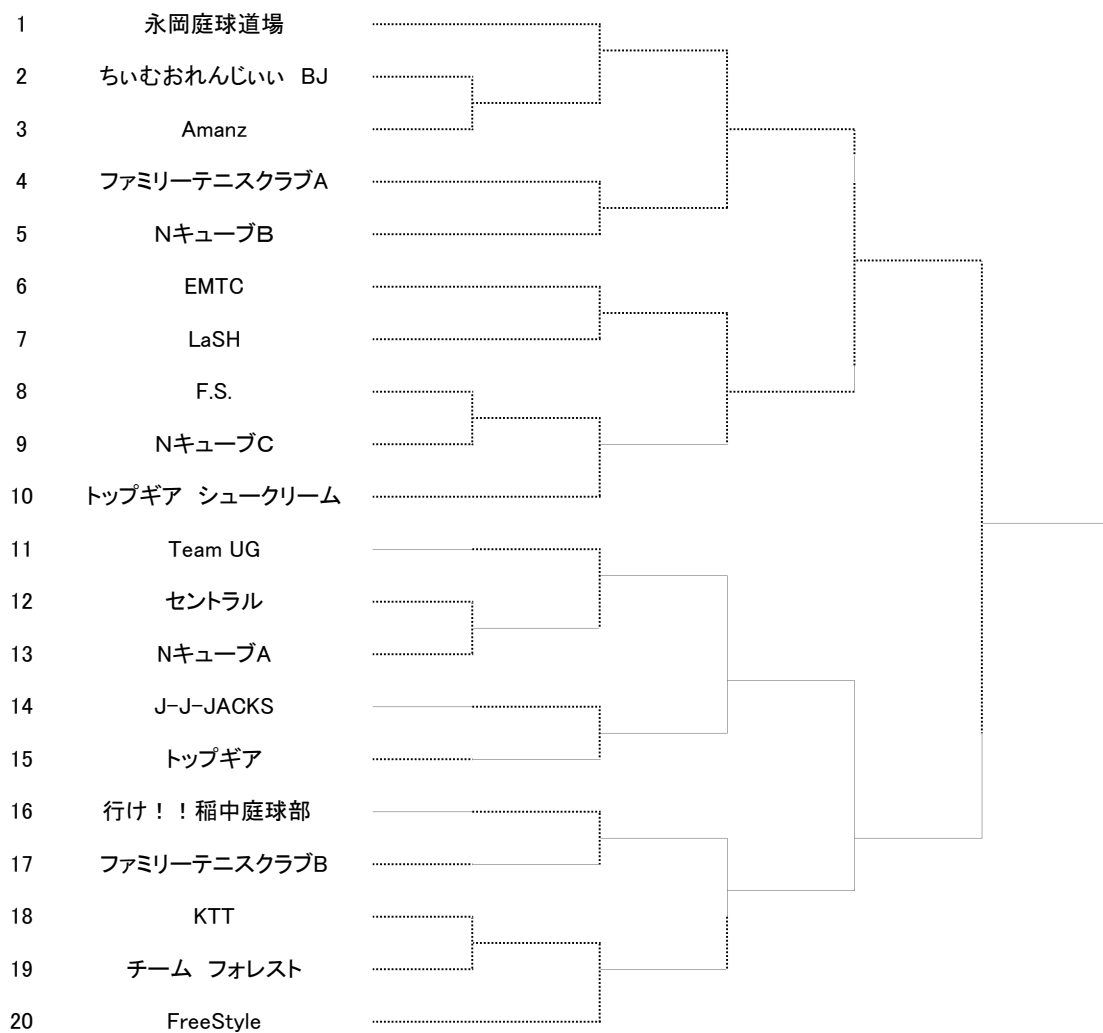 1 永岡庭球道場
2 ちぃむおれんじぃぃ BJ
3 Amanz
4 ファミリーテニスクラブA
5 NキューブB
6 EMTC
7 LaSH
8 F.S.
9 NキューブC
10 トップギア シュークリーム
11 Team UG
12 セントラル
13 NキューブA
14 J-J-JACKS
15 トップギア
16 行け！！稲中庭球部
17 ファミリーテニスクラブB
18 KTT
19 チーム フォレスト
20 FreeStyle